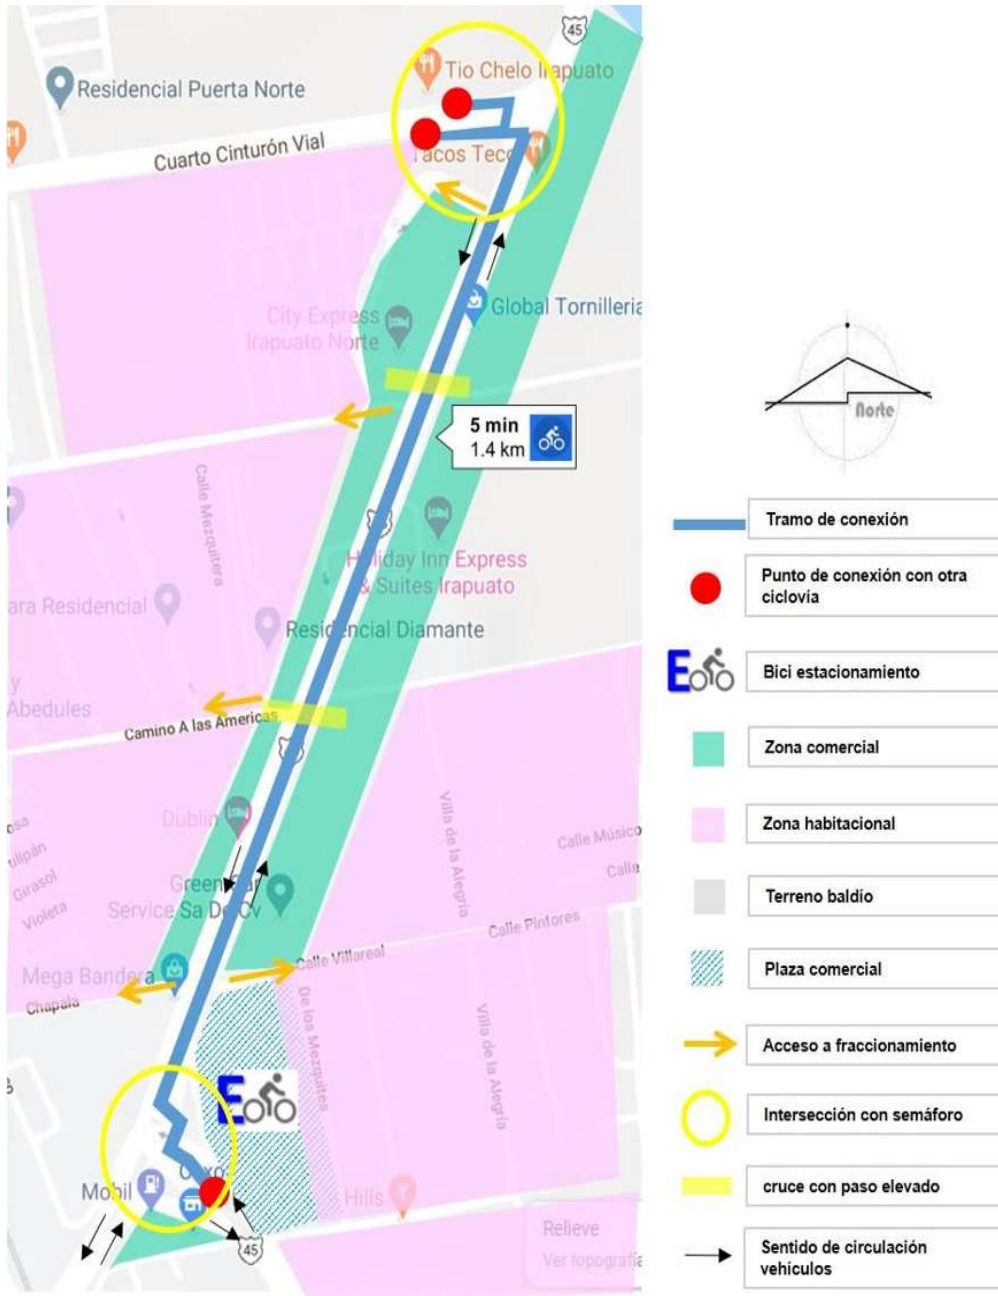 45
Tio Chelo Irapuato
Residencial Puerta Norte
Cuarto Cinturón Vial
Tacos Teco
Global Tornilleria
City Express
Irapuato Norte
5 min
1.4 km
Calle Mezquitera
Holiday Inn Express
& Suites Irapuato
ara Residencial
Residencial Diamante
y
Abedules
Camino A las Americas
Dublin
Villa de la Alegría
Calle Músico
Calle
osa
ulipán
Girasol
Violeta
Green
Service Sa De Cv
Calle Pintores
Calle Villareal
Mega Bandera
Chapala
De los Mezquites
Villa de la Alegría
E
Mobil
Hills
45
Relieve
Ver topografía
Norte
Tramo de conexión
Punto de conexión con otra
ciclovía
E
Bici estacionamiento
Zona comercial
Zona habitacional
Terreno baldío
Plaza comercial
Acceso a fraccionamiento
Intersección con semáforo
cruce con paso elevado
Sentido de circulación
vehiculos